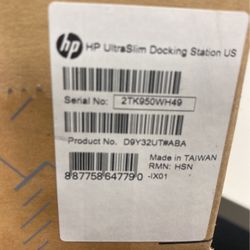 hp HP UltraSlim Docking Station US
Serial No: 2TK950WH49
Product No. D9Y32UT#ABA
Made in TAIWAN
RMN: HSN
-IX01
8 87758 64779 0